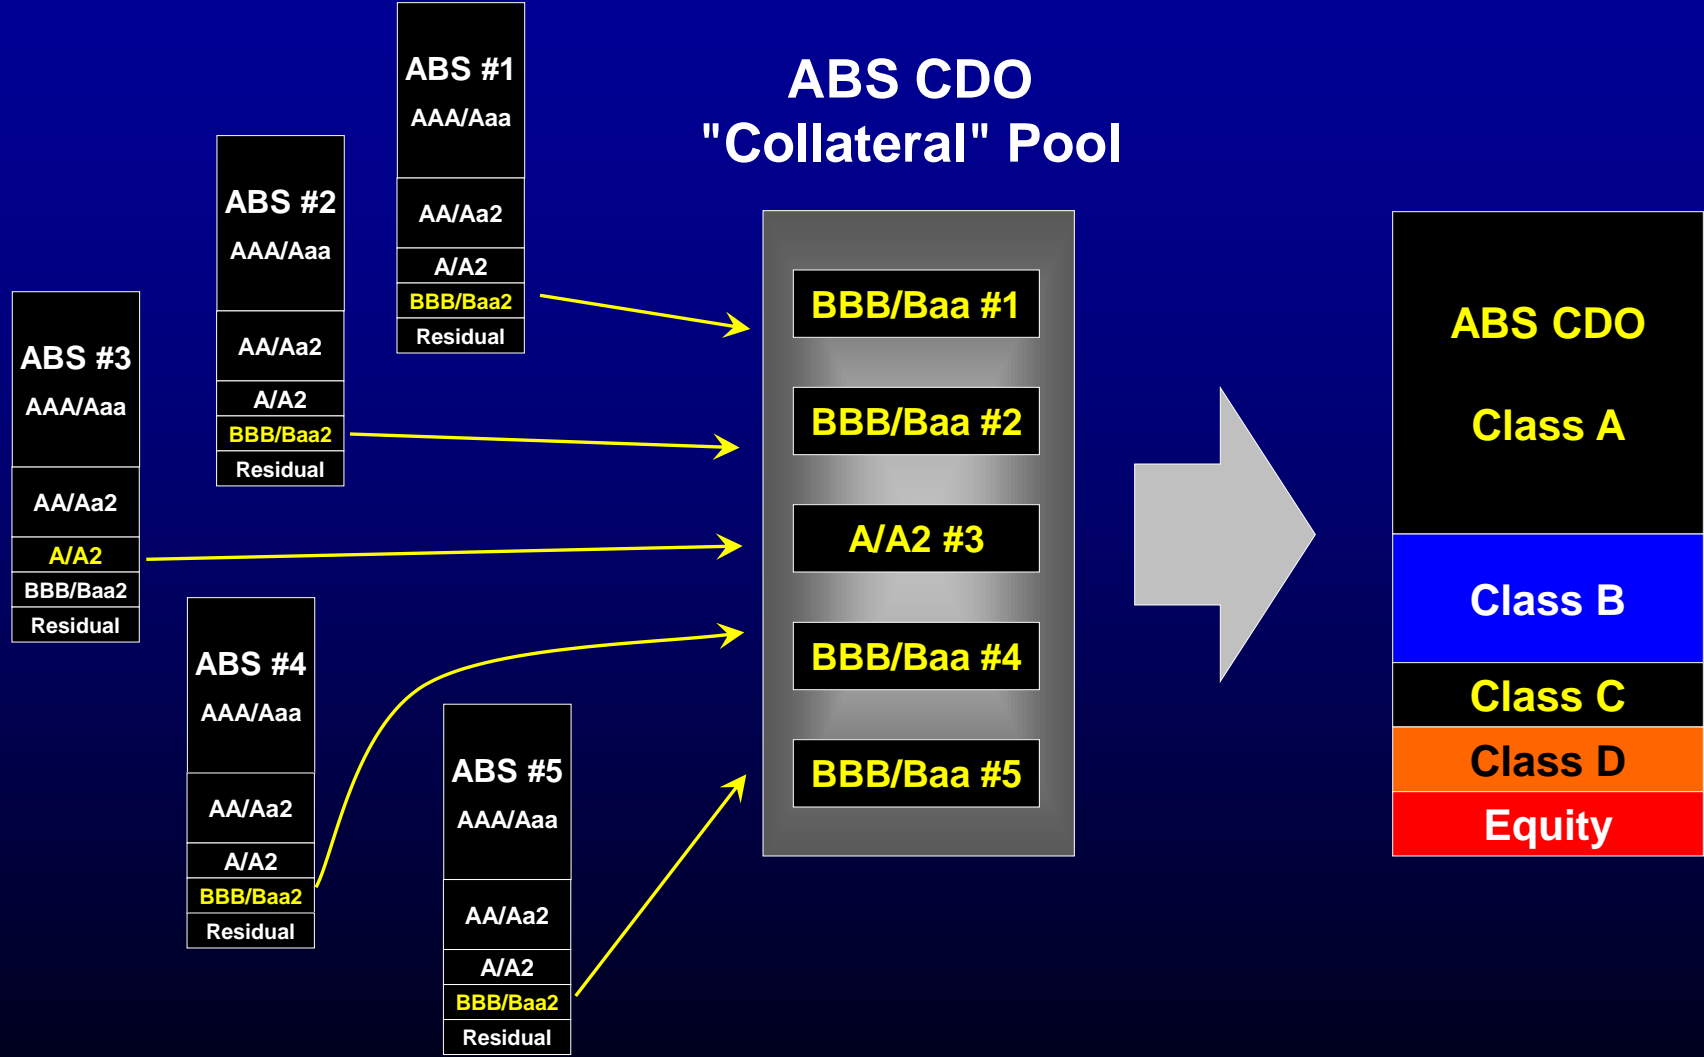 ABS CDO
"Collateral" Pool
ABS #1
AAA/Aaa
AA/Aa2
A/A2
BBB/Baa2
Residual
ABS #2
AAA/Aaa
AA/Aa2
A/A2
BBB/Baa2
Residual
ABS #3
AAA/Aaa
AA/Aa2
A/A2
BBB/Baa2
Residual
ABS #4
AAA/Aaa
AA/Aa2
A/A2
BBB/Baa2
Residual
ABS #5
AAA/Aaa
AA/Aa2
A/A2
BBB/Baa2
Residual
BBB/Baa #1
BBB/Baa #2
A/A2 #3
BBB/Baa #4
BBB/Baa #5
ABS CDO
Class A
Class B
Class C
Class D
Equity